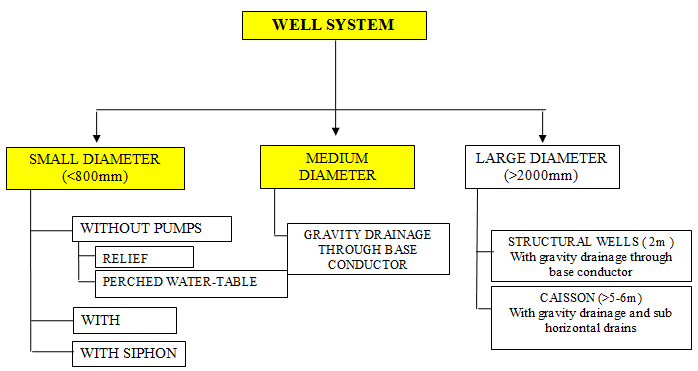 WELL SYSTEM
SMALL DIAMETER
(<800mm)
MEDIUM
DIAMETER
LARGE DIAMETER
(>2000mm)
WITHOUT PUMPS
RELIEF
PERCHED WATER-TABLE
WITH
WITH SIPHON
GRAVITY DRAINAGE
THROUGH BASE
CONDUCTOR
STRUCTURAL WELLS ( 2m )
With gravity drainage through
base conductor
CAISSON (>5-6m )
With gravity drainage and sub
horizontal drains